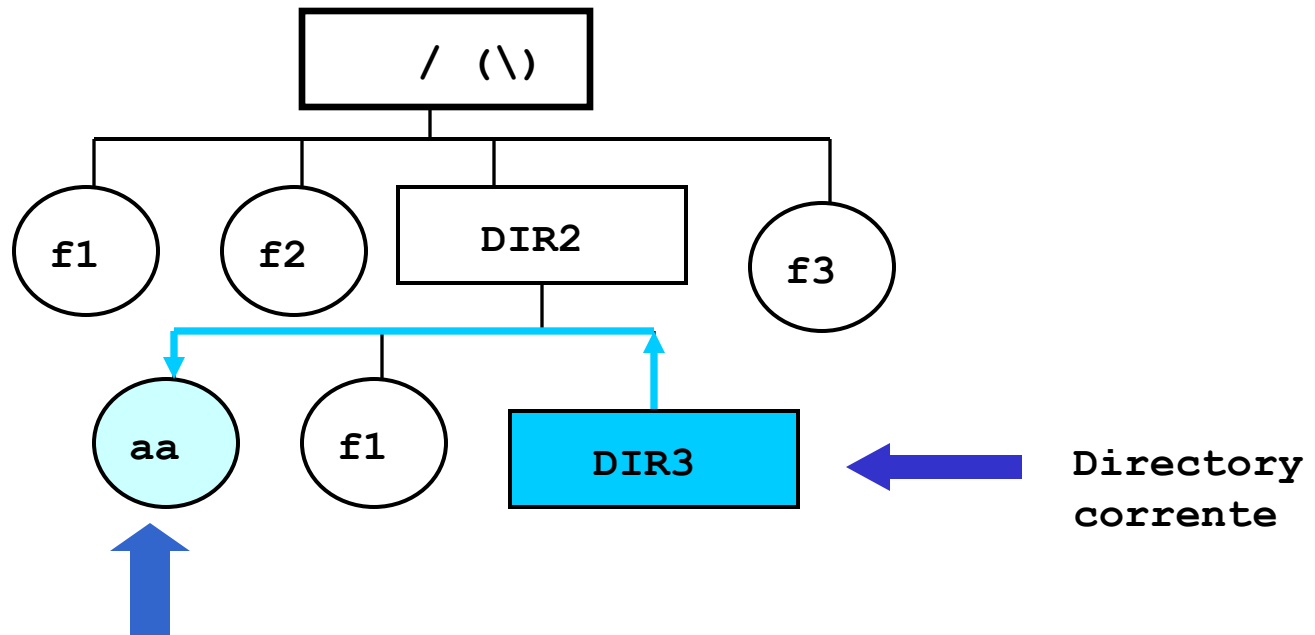 / (\)
f1
f2
DIR2
f3
aa
f1
DIR3
Directory
corrente